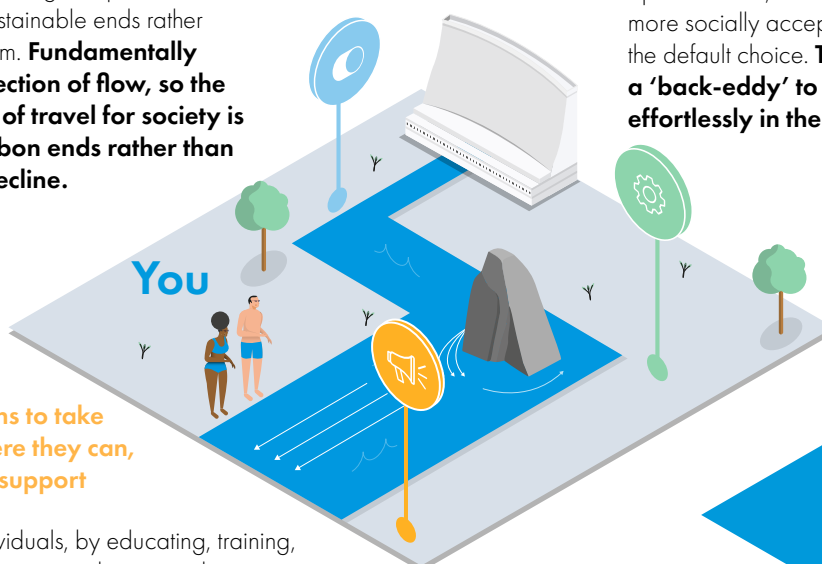 stainable ends rather
m. Fundamentally
ection of flow, so the
of travel for society is
bon ends rather than
ecline.
more socially accep
the default choice. T
a ‘back-eddy’ to
effortlessly in the
You
ns to take
ere they can,
support
viduals, by educating, training,